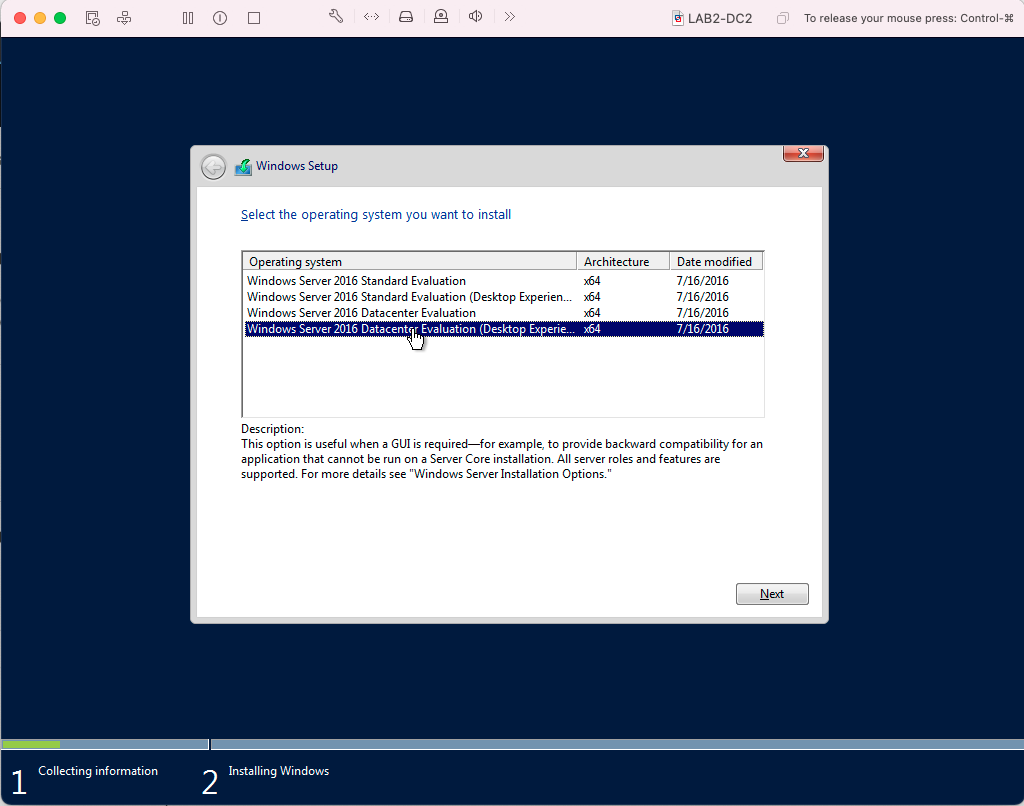 LAB2-DC2
To release your mouse press: Control-⌘
Windows Setup
Select the operating system you want to install
Operating system Architecture Date modified
Windows Server 2016 Standard Evaluation x64 7/16/2016
Windows Server 2016 Standard Evaluation (Desktop Experien... x64 7/16/2016
Windows Server 2016 Datacenter Evaluation x64 7/16/2016
Windows Server 2016 Datacenter Evaluation (Desktop Experie... x64 7/16/2016
Description:
This option is useful when a GUI is required—for example, to provide backward compatibility for an
application that cannot be run on a Server Core installation. All server roles and features are
supported. For more details see "Windows Server Installation Options."
Next
1 Collecting information
2 Installing Windows